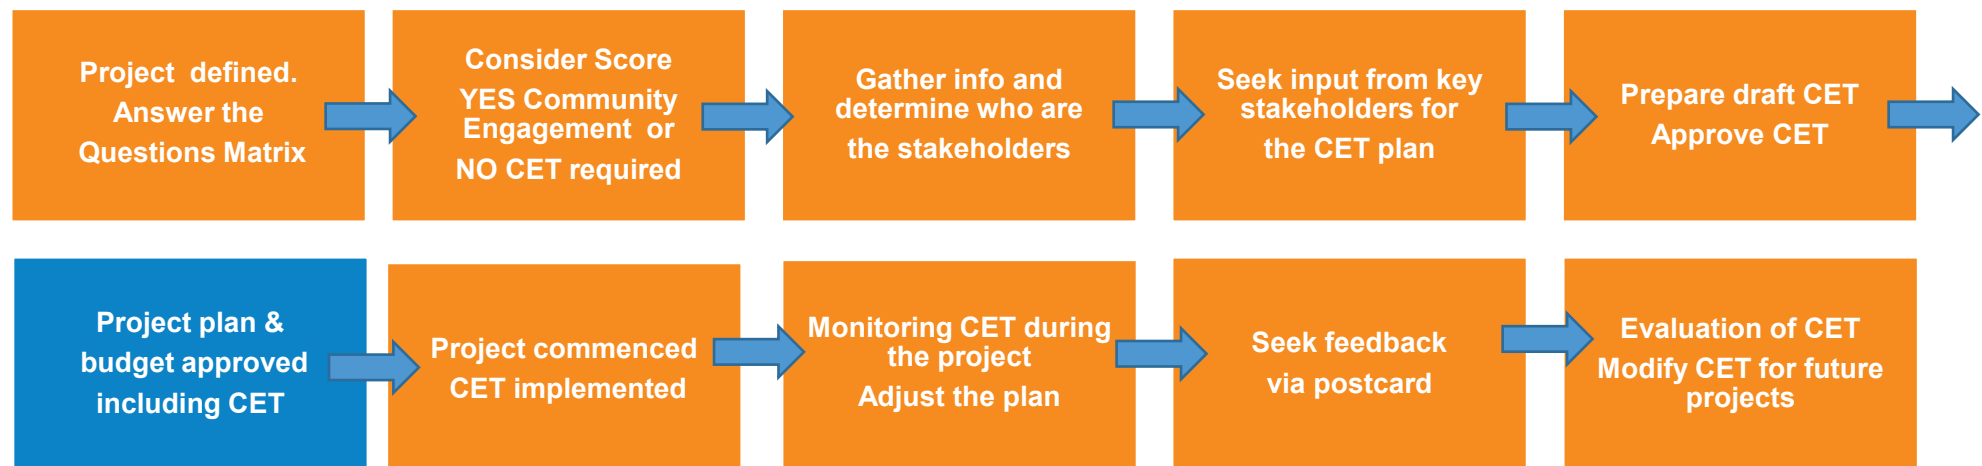 Project  defined.
Answer the
Questions Matrix
Consider Score
YES Community
Engagement  or
NO CET required
Gather info and
determine who are
the stakeholders
Seek input from key
stakeholders for
the CET plan
Prepare draft CET
Approve CET
Project plan &
budget approved
including CET
Project commenced
CET implemented
Monitoring CET during
the project
Adjust the plan
Seek feedback
via postcard
Evaluation of CET
Modify CET for future
projects